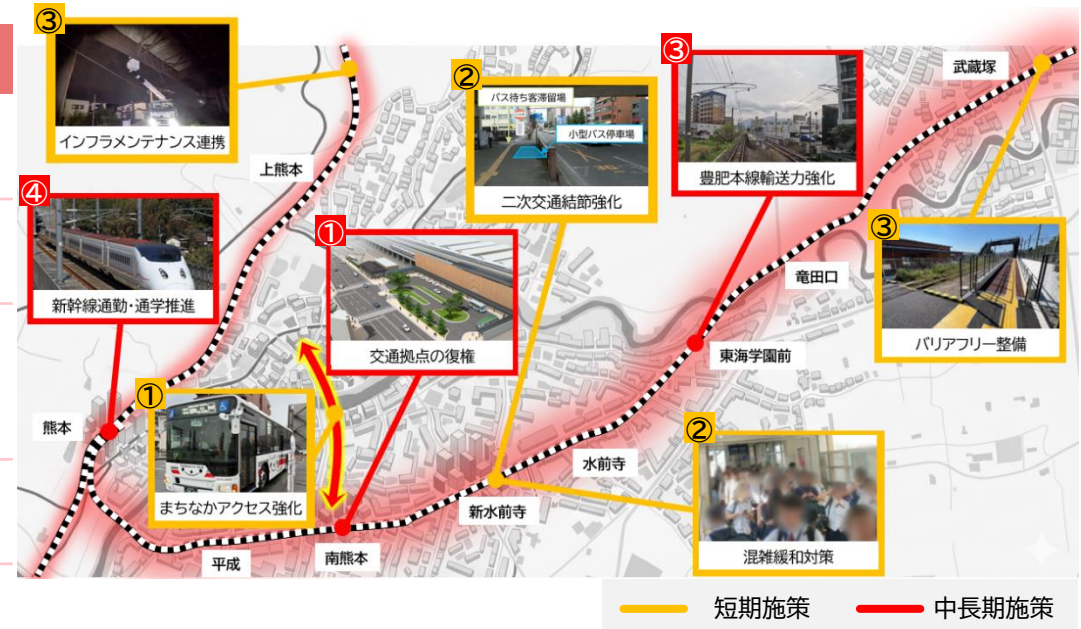 ③
インフラメンテナンス連携
②
バス待ち客滞留場
小型バス停車場
二次交通結節強化
③
豊肥本線輸送力強化
武蔵塚
上熊本
④
新幹線通勤・通学推進
①
交通拠点の復権
③
バリアフリー整備
竜田口
東海学園前
熊本
①
まちなかアクセス強化
②
混雑緩和対策
水前寺
新水前寺
南熊本
平成
短期施策
中長期施策